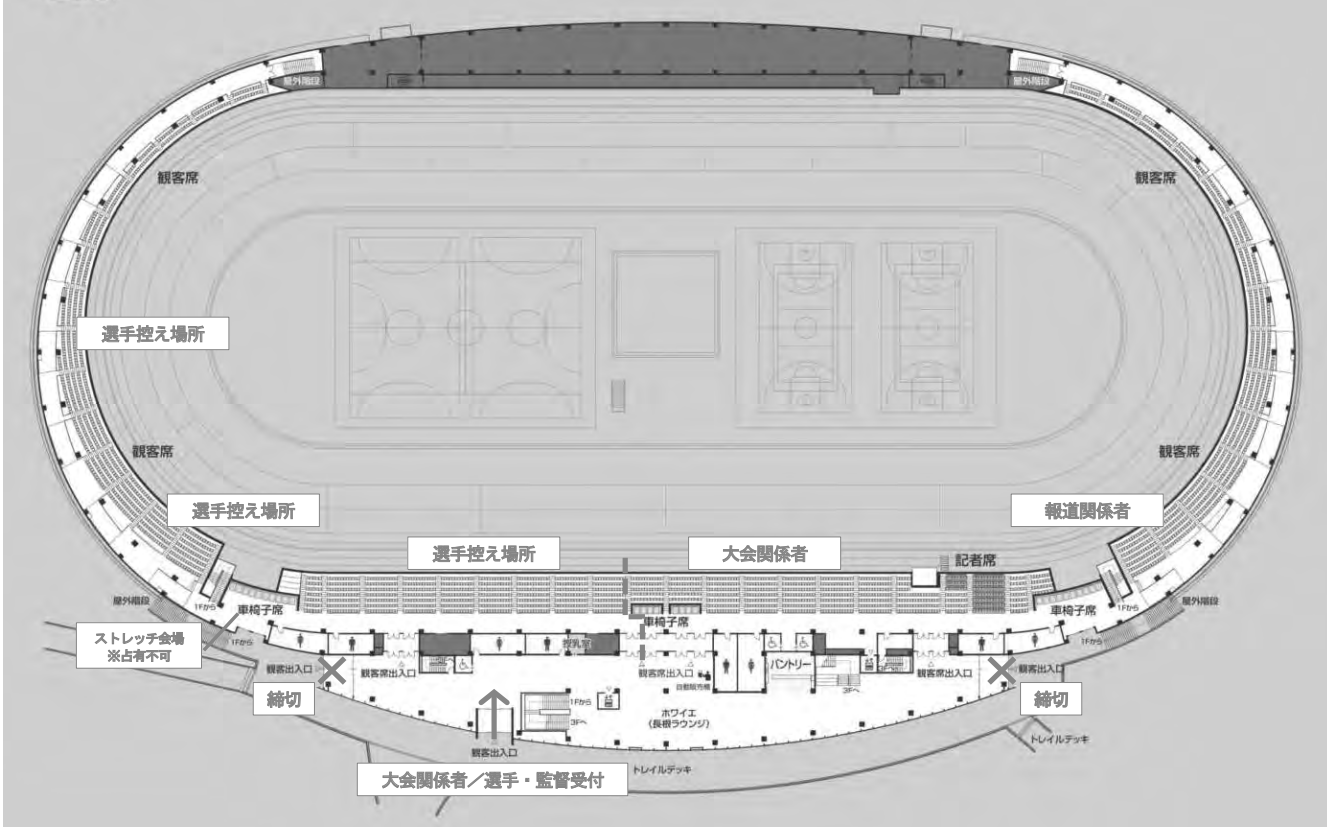 屋外階段
屋外階段
観客席
観客席
選手控え場所
観客席
観客席
選手控え場所
報道関係者
選手控え場所
大会関係者
記者席
屋外階段
1Fから
車椅子席
車椅子席
車椅子席
1Fから
屋外階段
ストレッチ会場
※占有不可
1Fから
授乳室
1Fから
観客出入口
観客席出入口
観客席出入口
パントリー
観客席出入口
観客出入口
自動販売機
3Fへ
締切
締切
1Fから
3Fへ
ホワイエ
(長根ラウンジ)
観客出入口
トレイルデッキ
トレイルデッキ
大会関係者/選手・監督受付